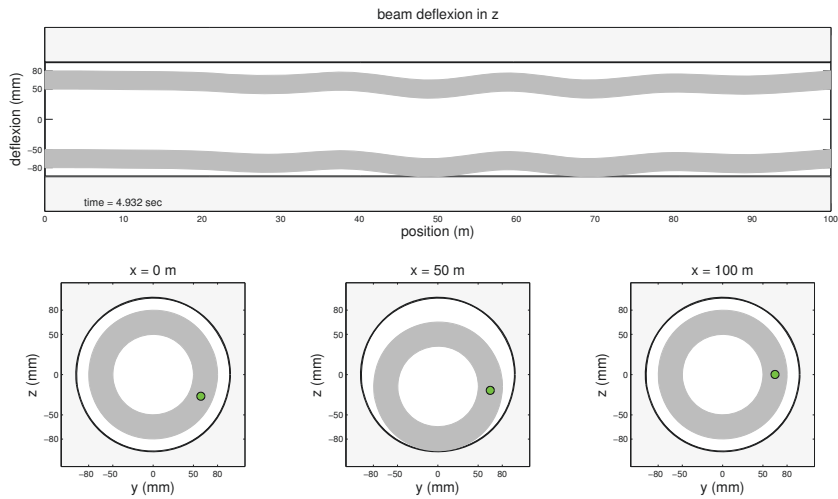 beam deflexion in z
deflexion (mm)
80
50
0
−50
−80
time = 4.932 sec
0 10 20 30 40 50 60 70 80 90 100
position (m)
x = 0 m
z (mm)
80
50
0
−50
−80
−80 −50 0 50 80
y (mm)
x = 50 m
z (mm)
80
50
0
−50
−80
−80 −50 0 50 80
y (mm)
x = 100 m
z (mm)
80
50
0
−50
−80
−80 −50 0 50 80
y (mm)